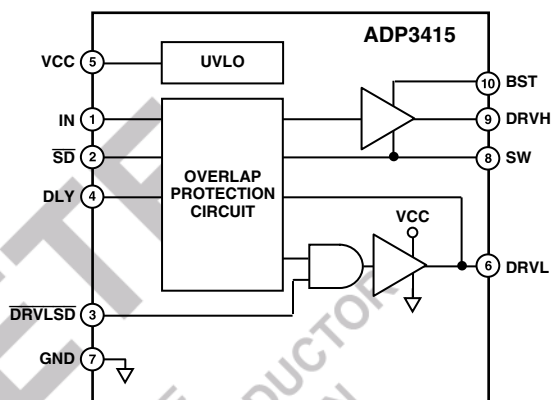 ADP3415
VCC 5
UVLO
10 BST
IN 1
9 DRVH
SD 2
8 SW
DLY 4
OVERLAP
PROTECTION
CIRCUIT
VCC
6 DRVL
DRVLSD 3
GND 7